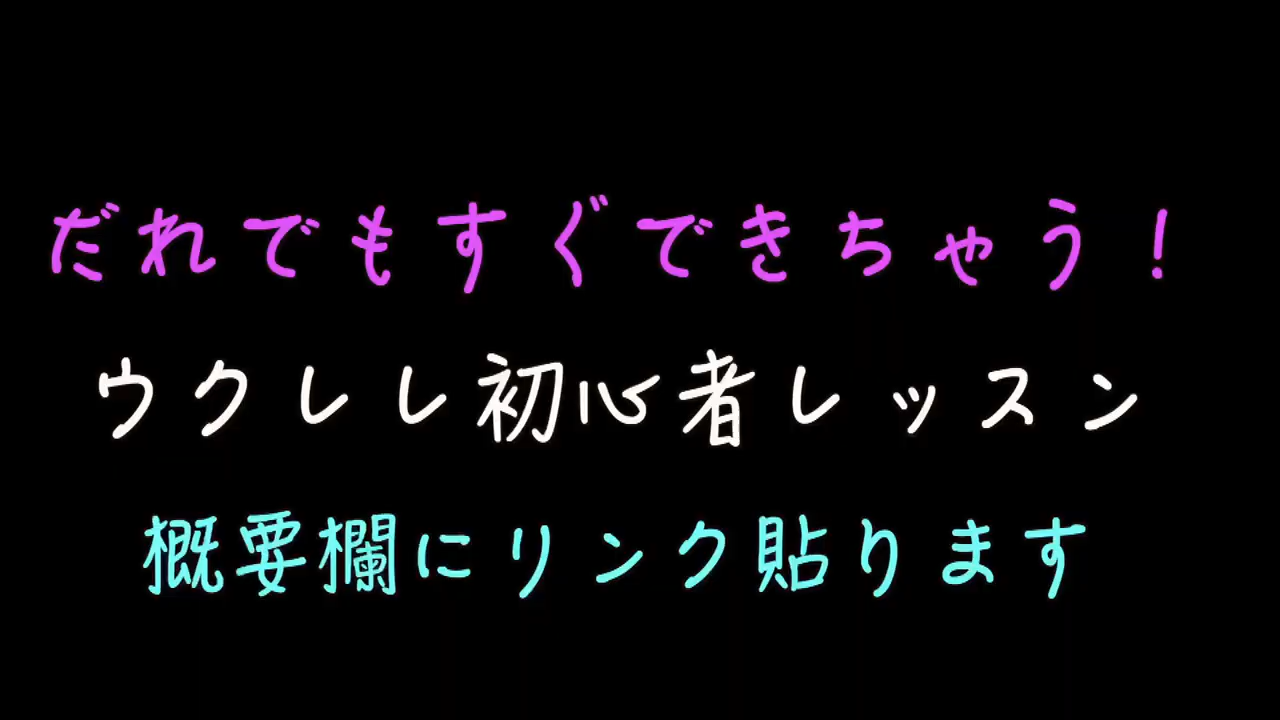 だれでもすぐできちゃう！
ウクレレ初心者レッスン
概要欄にリンク貼ります